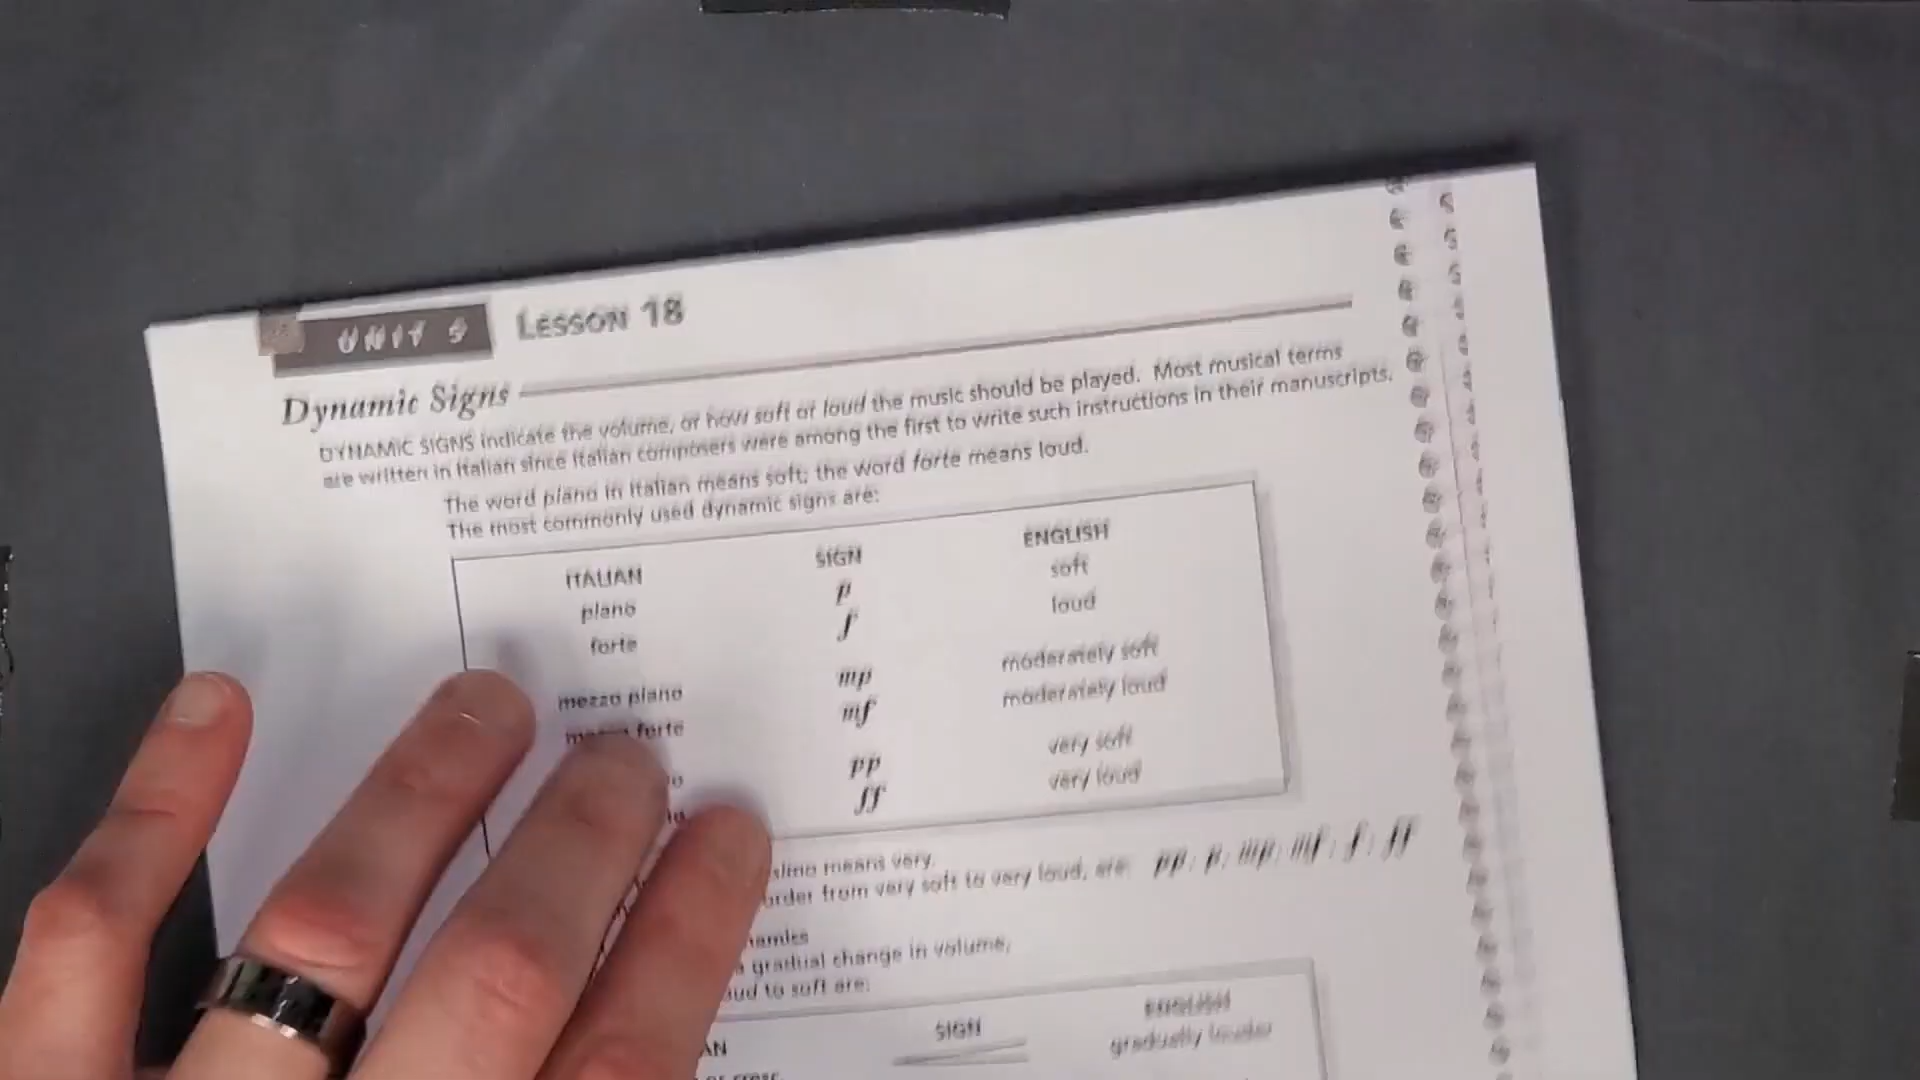 UNIT 5 LESSON 18
Dynamic Signs
DYNAMIC SIGNS indicate the volume, or how soft or loud the music should be played. Most musical terms
are written in Italian since Italian composers were among the first to write such instructions in their manuscripts.
The word piano in Italian means soft; the word forte means loud.
The most commonly used dynamic signs are:
ITALIAN SIGN ENGLISH
piano p soft
forte f loud
mezzo piano mp moderately soft
mezzo forte mf moderately loud
pp very soft
ff very loud
means very.
order from very soft to very loud, are: pp, p, mp, mf, f, ff
gradual change in volume,
to soft are:
SIGN ENGLISH
gradually louder